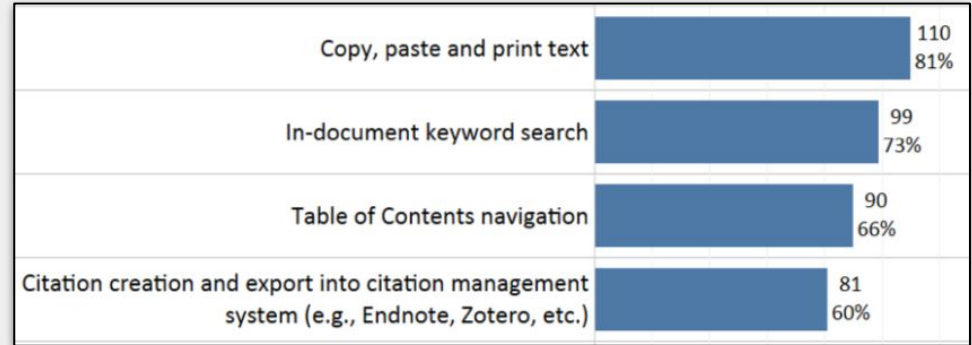 Copy, paste and print text
110
81%
In-document keyword search
99
73%
Table of Contents navigation
90
66%
Citation creation and export into citation management
system (e.g., Endnote, Zotero, etc.)
81
60%